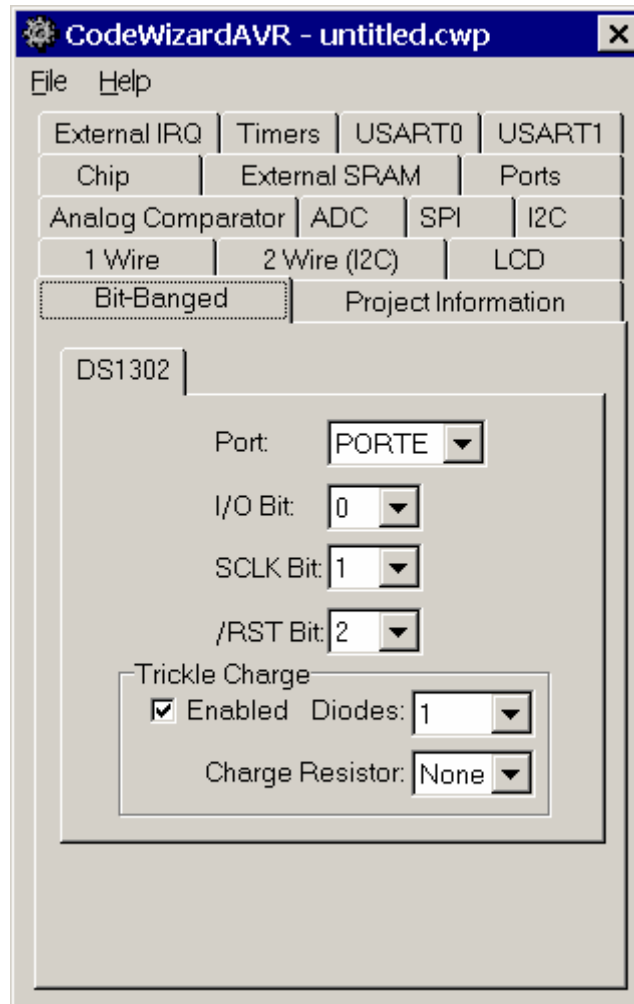 CodeWizardAVR - untitled.cwp
File Help
External IRQ Timers USART0 USART1
Chip External SRAM Ports
Analog Comparator ADC SPI I2C
1 Wire 2 Wire (I2C) LCD
Bit-Banged Project Information
DS1302
Port: PORTE
I/O Bit: 0
SCLK Bit: 1
/RST Bit: 2
Trickle Charge
Enabled Diodes: 1
Charge Resistor: None